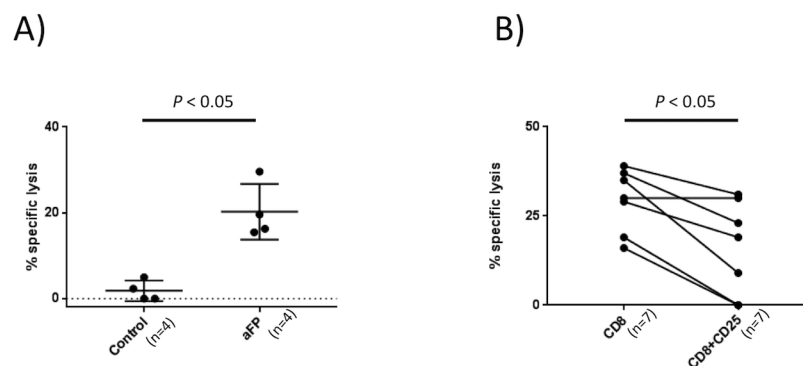 A)
P < 0.05
% specific lysis
40
20
0
Control
(n=4)
aFP
(n=4)
B)
P < 0.05
% specific lysis
50
25
0
CD8
(n=7)
CD8+CD25
(n=7)